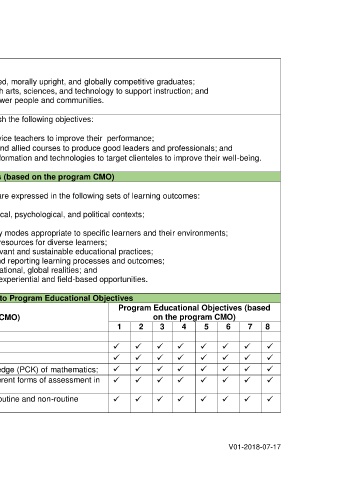 ed, morally upright, and globally competitive graduates;
h arts, sciences, and technology to support instruction; and
wer people and communities.
sh the following objectives:
vice teachers to improve their performance;
and allied courses to produce good leaders and professionals; and
formation and technologies to target clienteles to improve their well-being.
s (based on the program CMO)
are expressed in the following sets of learning outcomes:
cal, psychological, and political contexts;
y modes appropriate to specific learners and their environments;
resources for diverse learners;
vant and sustainable educational practices;
nd reporting learning processes and outcomes;
ational, global realities; and
experiential and field-based opportunities.
to Program Educational Objectives
Program Educational Objectives (based
CMO) on the program CMO)
1 2 3 4 5 6 7 8
✓ ✓ ✓ ✓ ✓ ✓ ✓ ✓
✓ ✓ ✓ ✓ ✓ ✓ ✓ ✓
edge (PCK) of mathematics; ✓ ✓ ✓ ✓ ✓ ✓ ✓ ✓
erent forms of assessment in ✓ ✓ ✓ ✓ ✓ ✓ ✓ ✓
outine and non-routine ✓ ✓ ✓ ✓ ✓ ✓ ✓ ✓
V01-2018-07-17